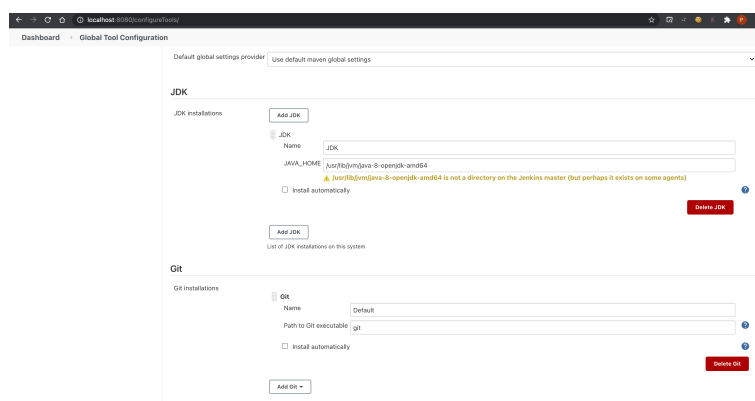 localhost:8080/configureTools/
Dashboard Global Tool Configuration
Default global settings provider Use default maven global settings
JDK
JDK installations Add JDK
JDK
Name JDK
JAVA_HOME /usr/lib/jvm/java-8-openjdk-amd64
/usr/lib/jvm/java-8-openjdk-amd64 is not a directory on the Jenkins master (but perhaps it exists on some agents)
Install automatically
Delete JDK
Add JDK
List of JDK installations on this system
Git
Git installations
Git
Name Default
Path to Git executable git
Install automatically
Delete Git
Add Git